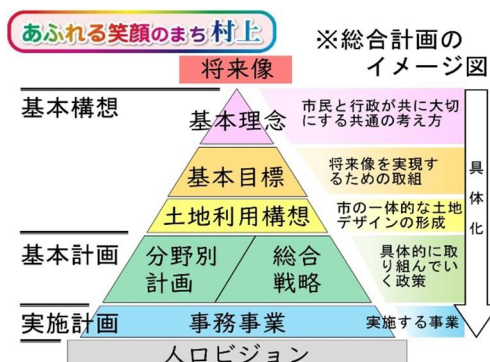 あふれる笑顔のまち 村上
※総合計画の
イメージ図
将来像
基本構想
基本理念
市民と行政が共に大切
にする共通の考え方
基本目標
将来像を実現す
るための取組
土地利用構想
市の一体的な土地
デザインの形成
基本計画
分野別
計画
総合
戦略
具体的に取
り組んでい
く政策
実施計画
事務事業
実施する事業
人口ビジョン
具体化